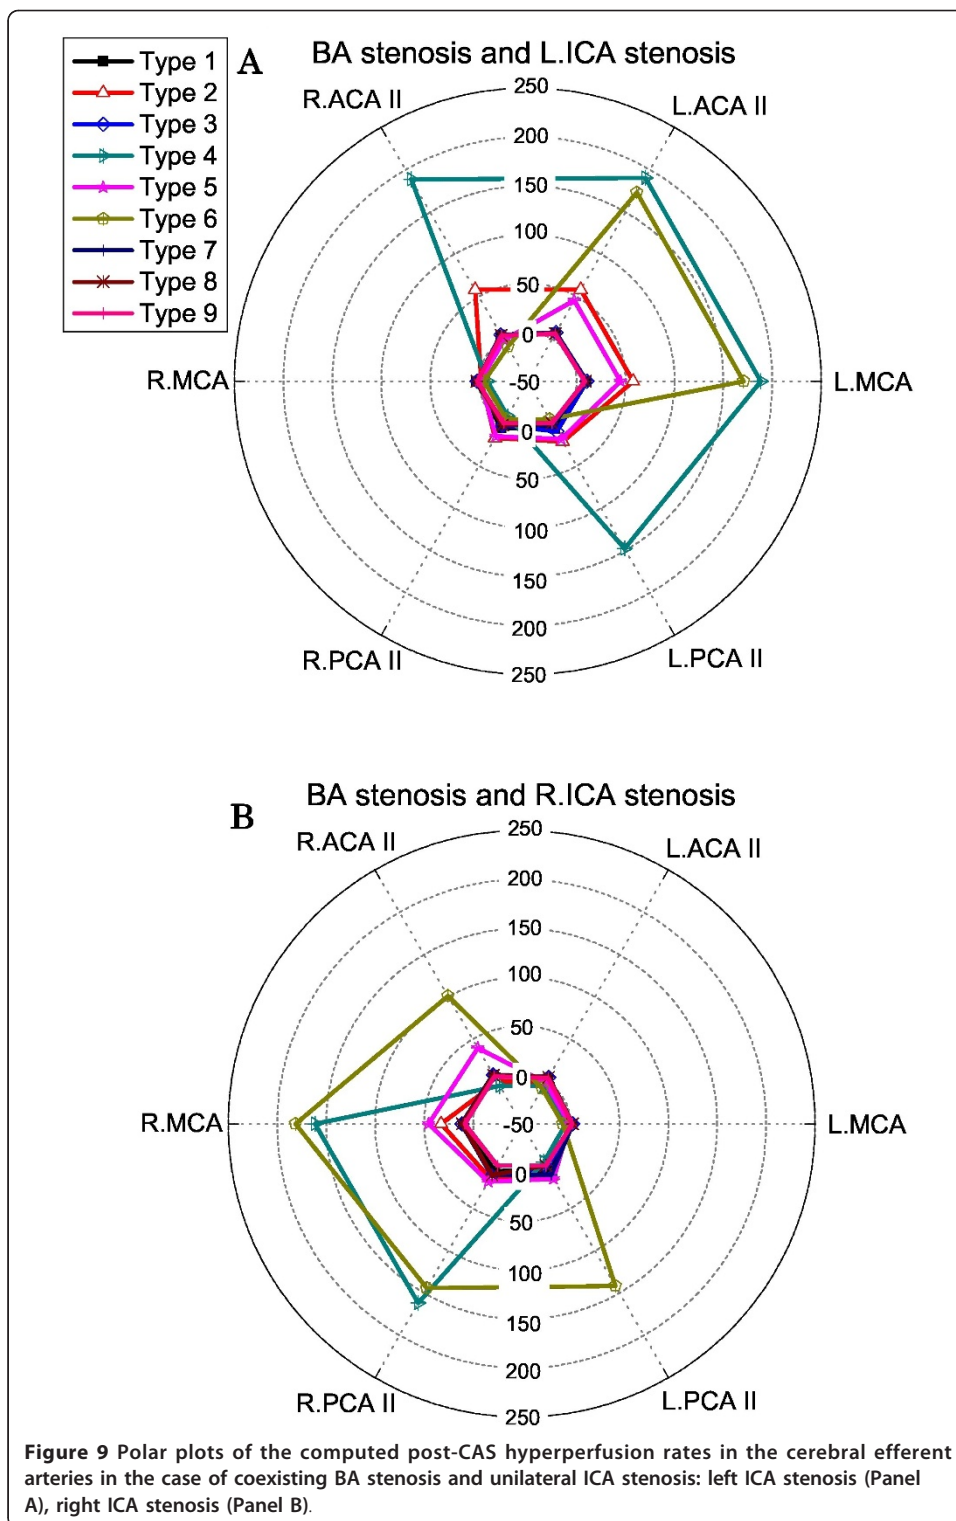 Type 1
Type 2
Type 3
Type 4
Type 5
Type 6
Type 7
Type 8
Type 9
A
BA stenosis and L.ICA stenosis
R.ACA II
L.ACA II
R.MCA
L.MCA
R.PCA II
L.PCA II
250
200
150
100
50
0
-50
0
50
100
150
200
250
B
BA stenosis and R.ICA stenosis
R.ACA II
L.ACA II
R.MCA
L.MCA
R.PCA II
L.PCA II
250
200
150
100
50
0
-50
0
50
100
150
200
250
Figure 9 Polar plots of the computed post-CAS hyperperfusion rates in the cerebral efferent
arteries in the case of coexisting BA stenosis and unilateral ICA stenosis: left ICA stenosis (Panel
A), right ICA stenosis (Panel B).